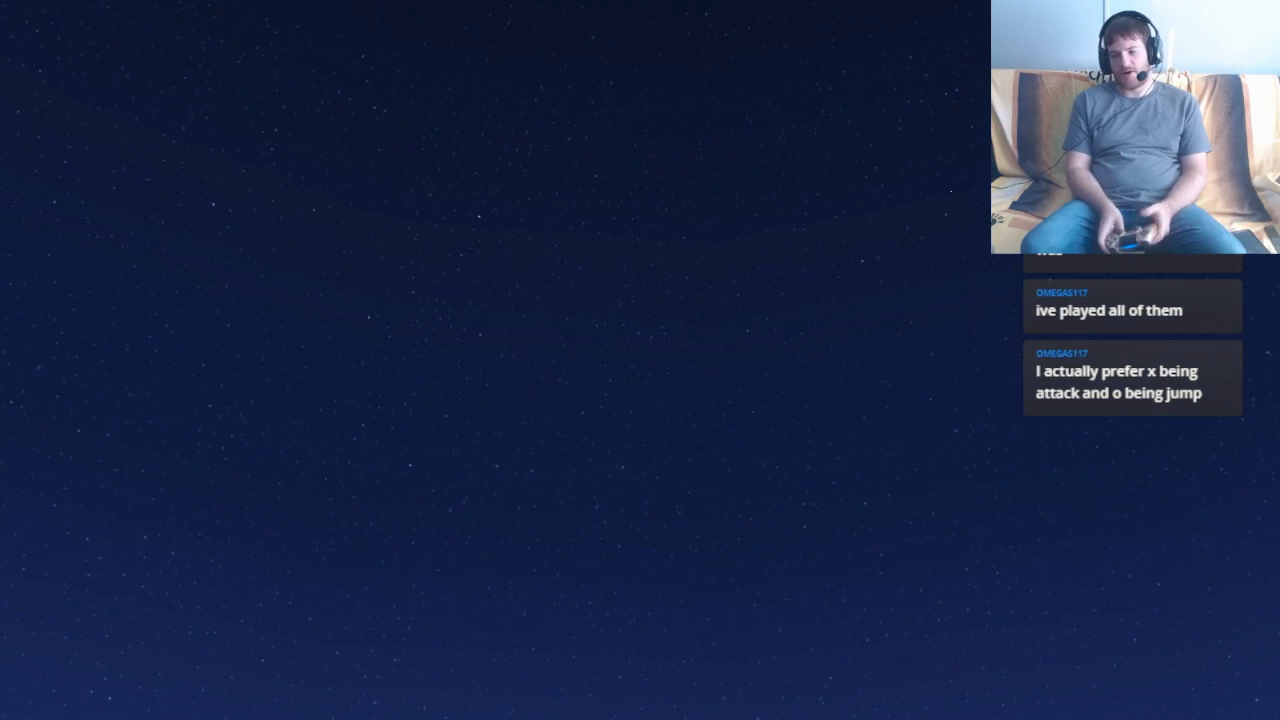 OMEGAS117
ive played all of them
OMEGAS117
I actually prefer x being
attack and o being jump